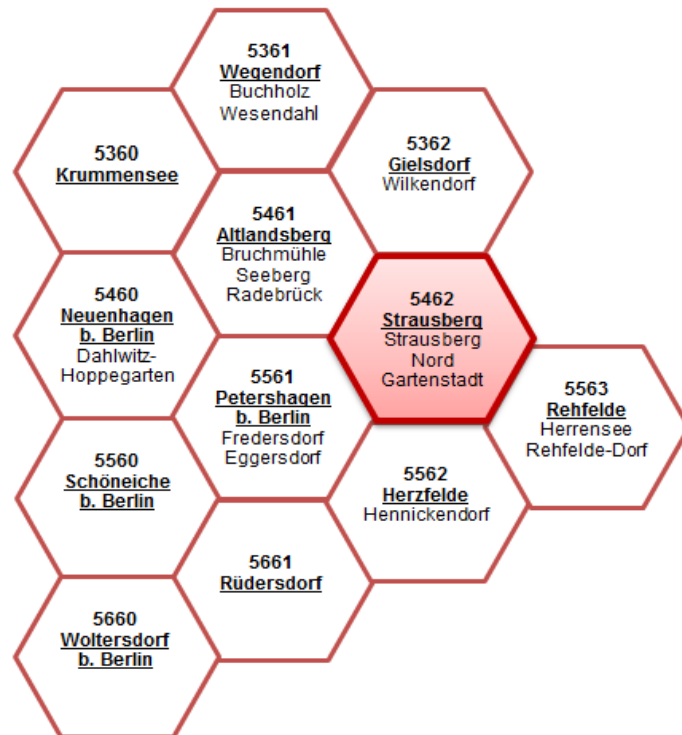 5361
Wegendorf
Buchholz
Wesendahl
5360
Krummensee
5362
Gielsdorf
Wilkendorf
5461
Altlandsberg
Bruchmühle
Seeberg
Radebrück
5460
Neuenhagen
b. Berlin
Dahlwitz-
Hoppegarten
5462
Strausberg
Strausberg
Nord
Gartenstadt
5561
Petershagen
b. Berlin
Fredersdorf
Eggersdorf
5563
Rehfelde
Herrensee
Rehfelde-Dorf
5560
Schöneiche
b. Berlin
5562
Herzfelde
Hennickendorf
5661
Rüdersdorf
5660
Woltersdorf
b. Berlin